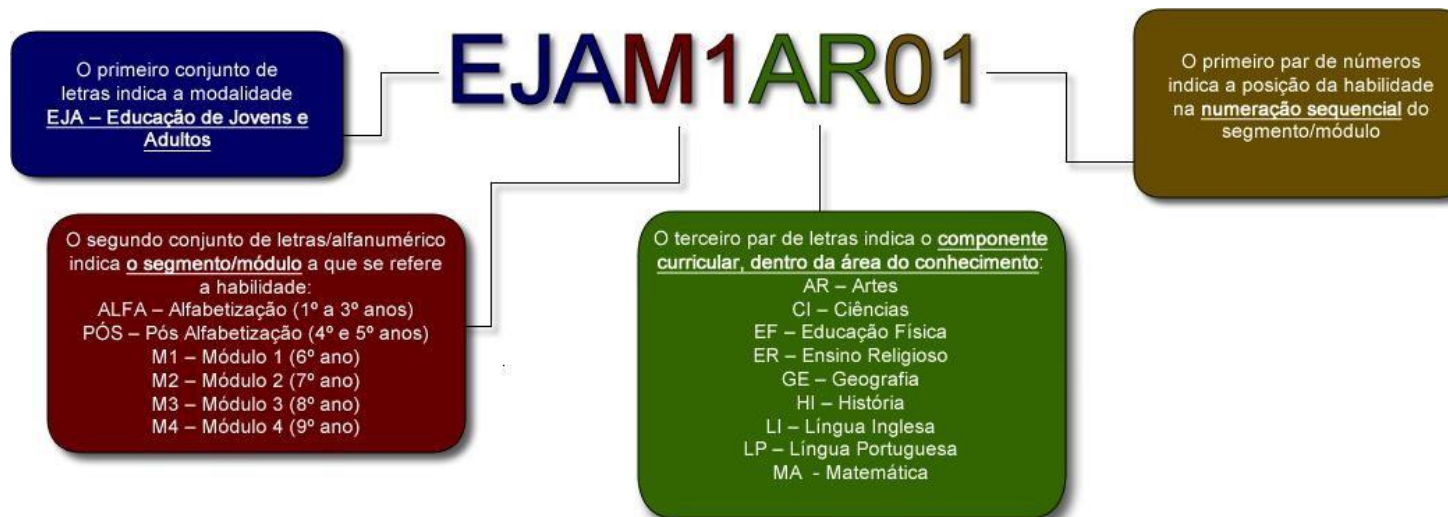 EJAM1AR01
O primeiro conjunto de
letras indica a modalidade
EJA – Educação de Jovens e
Adultos
O primeiro par de números
indica a posição da habilidade
na numeração sequencial do
segmento/módulo
O segundo conjunto de letras/alfanumérico
indica o segmento/módulo a que se refere
a habilidade:
ALFA – Alfabetização (1º a 3º anos)
PÓS – Pós Alfabetização (4º e 5º anos)
M1 – Módulo 1 (6º ano)
M2 – Módulo 2 (7º ano)
M3 – Módulo 3 (8º ano)
M4 – Módulo 4 (9º ano)
O terceiro par de letras indica o componente
curricular, dentro da área do conhecimento:
AR – Artes
CI – Ciências
EF – Educação Física
ER – Ensino Religioso
GE – Geografia
HI – História
LI – Língua Inglesa
LP – Língua Portuguesa
MA - Matemática